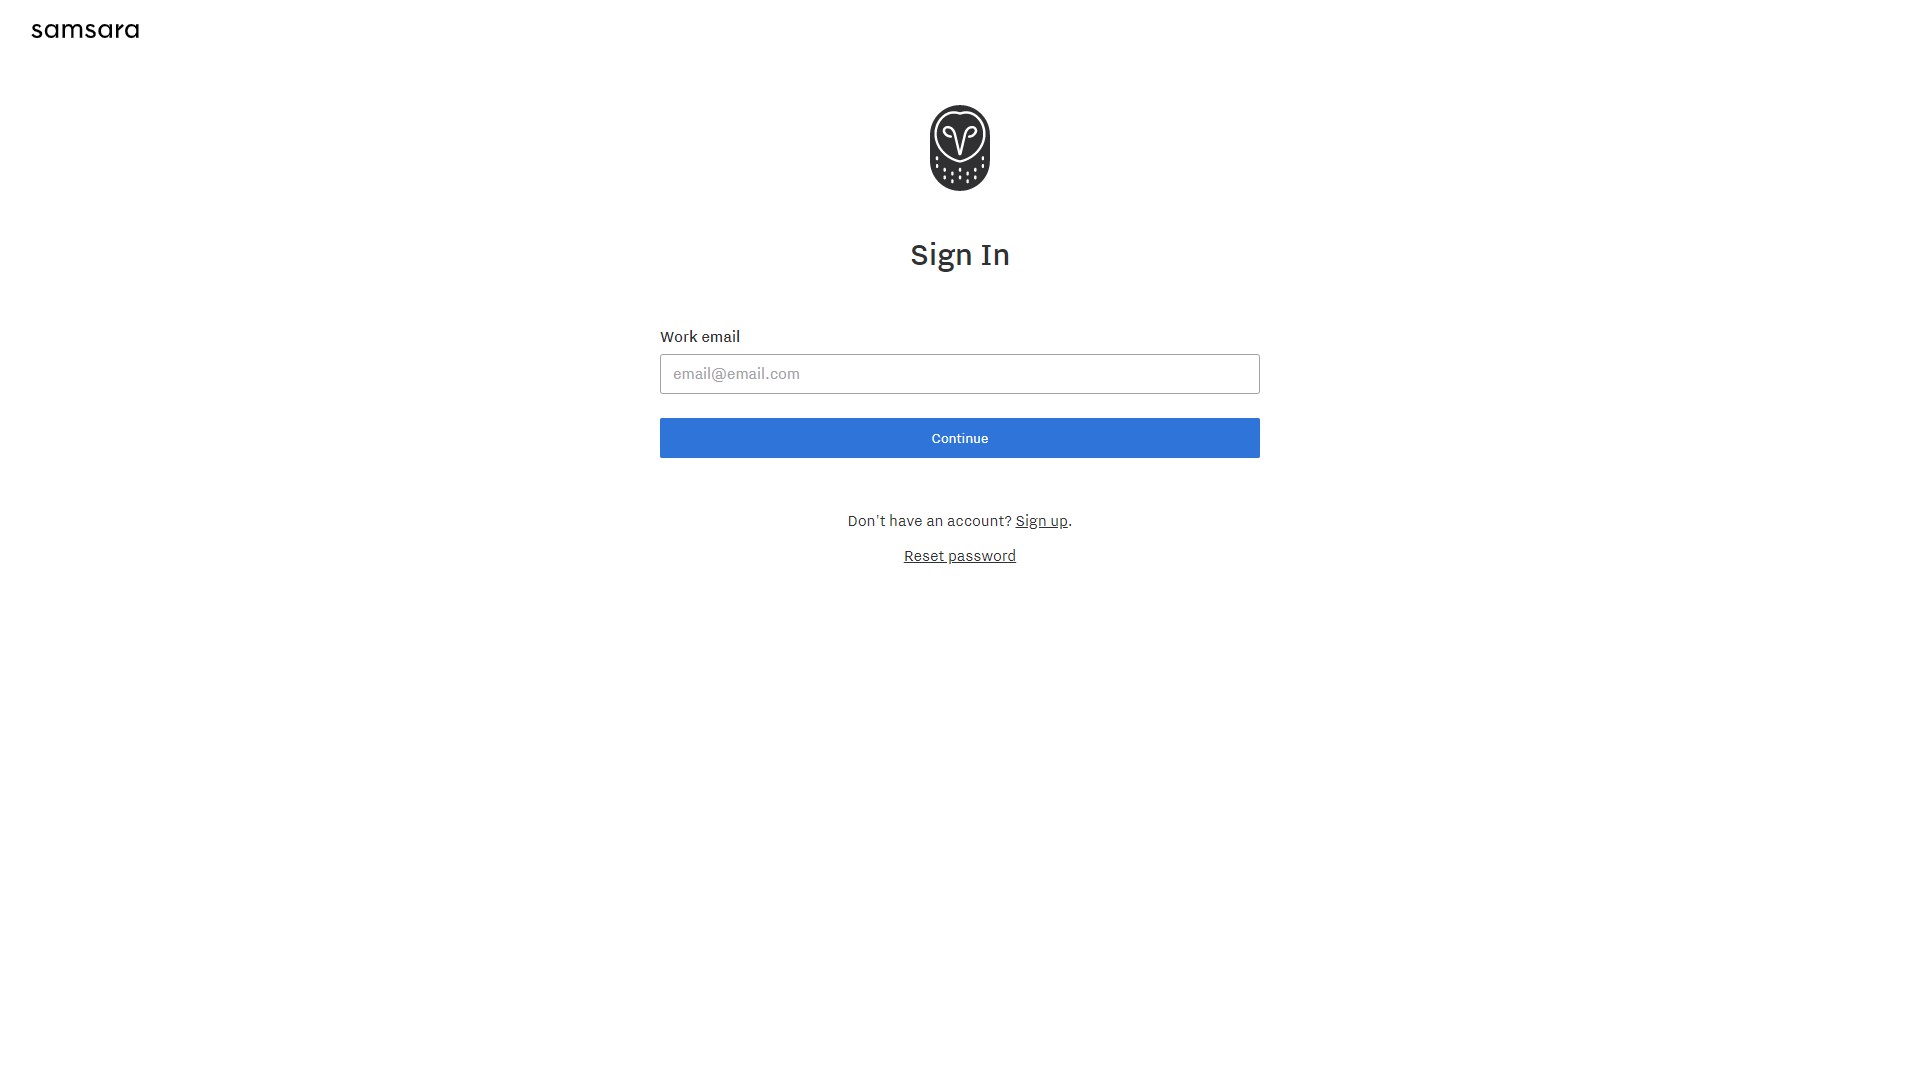 samsara
Sign In
Work email
email@email.com
Continue
Don't have an account? Sign up.
Reset password